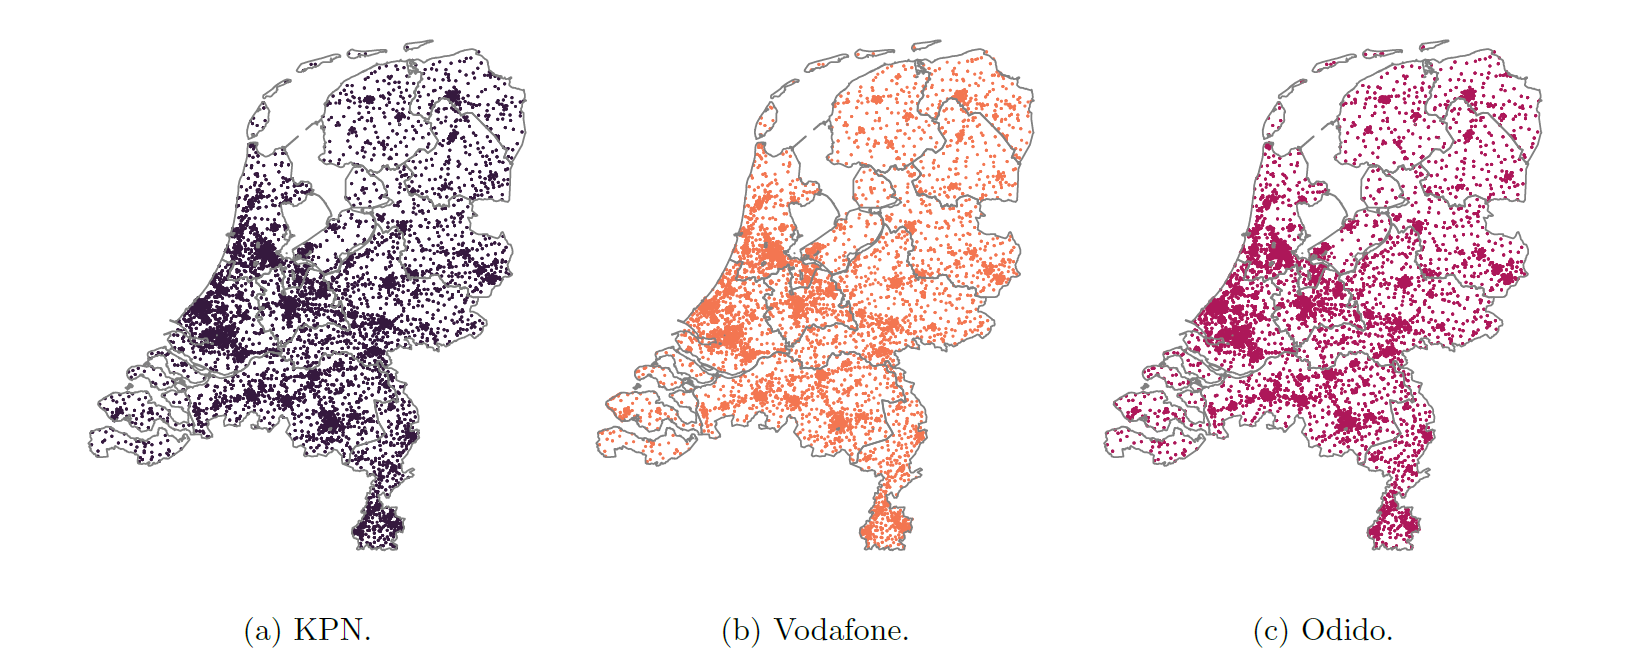 (a) KPN.
(b) Vodafone.
(c) Odido.